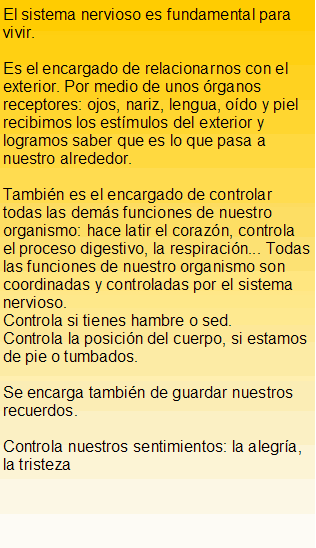 El sistema nervioso es fundamental para
vivir.
Es el encargado de relacionarnos con el
exterior. Por medio de unos órganos
receptores: ojos, nariz, lengua, oído y piel
recibimos los estímulos del exterior y
logramos saber que es lo que pasa a
nuestro alrededor.
También es el encargado de controlar
todas las demás funciones de nuestro
organismo: hace latir el corazón, controla
el proceso digestivo, la respiración... Todas
las funciones de nuestro organismo son
coordinadas y controladas por el sistema
nervioso.
Controla si tienes hambre o sed.
Controla la posición del cuerpo, si estamos
de pie o tumbados.
Se encarga también de guardar nuestros
recuerdos.
Controla nuestros sentimientos: la alegría,
la tristeza